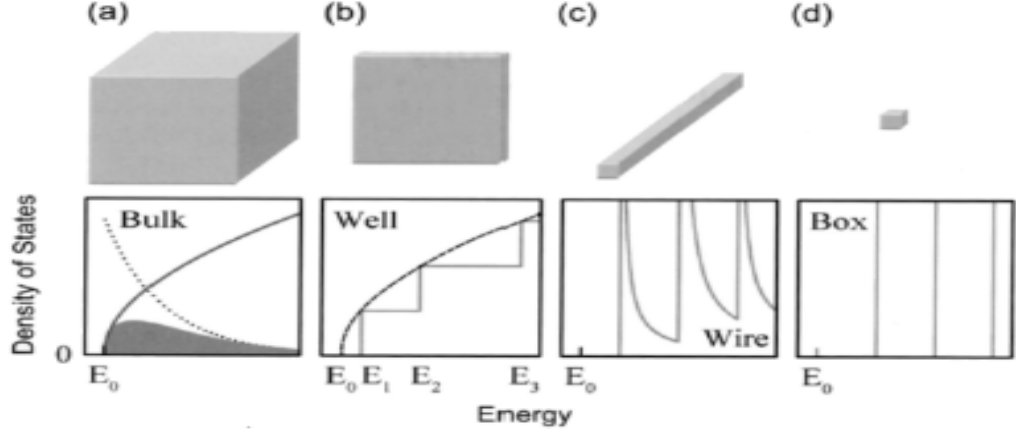 (a)
(b)
(c)
(d)
Density of States
Bulk
Well
Wire
Box
0
E₀
E₀ E₁ E₂ E₃
E₀
E₀
Energy